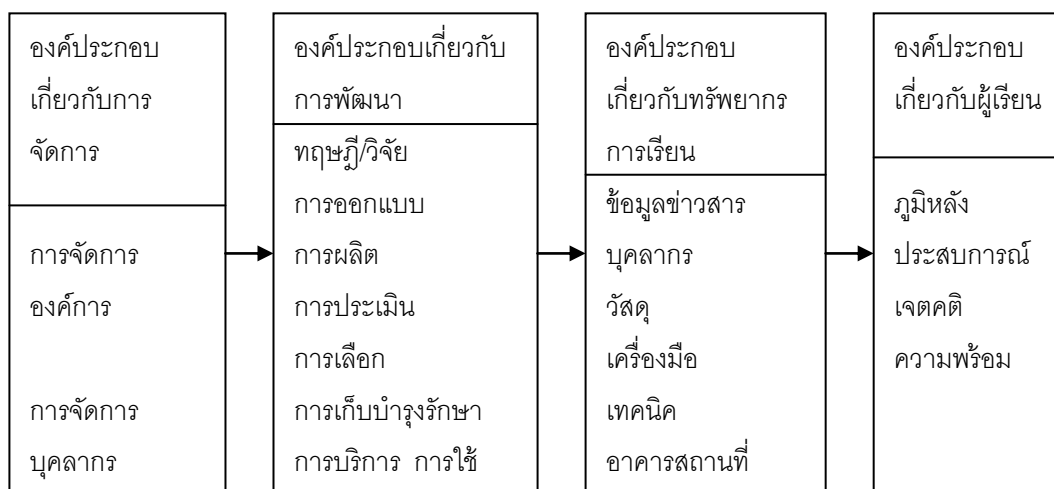 องค์ประกอบ
เกี่ยวกับการ
จัดการ
การจัดการ
องค์การ
การจัดการ
บุคลากร
องค์ประกอบเกี่ยวกับ
การพัฒนา
ทฤษฎี/วิจัย
การออกแบบ
การผลิต
การประเมิน
การเลือก
การเก็บบำรุงรักษา
การบริการ การใช้
องค์ประกอบ
เกี่ยวกับทรัพยากร
การเรียน
ข้อมูลข่าวสาร
บุคลากร
วัสดุ
เครื่องมือ
เทคนิค
อาคารสถานที่
องค์ประกอบ
เกี่ยวกับผู้เรียน
ภูมิหลัง
ประสบการณ์
เจตคติ
ความพร้อม